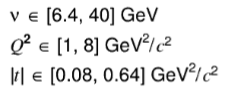 ν ∈ [6.4, 40] GeV
Q² ∈ [1, 8] GeV²/c²
|t| ∈ [0.08, 0.64] GeV²/c²